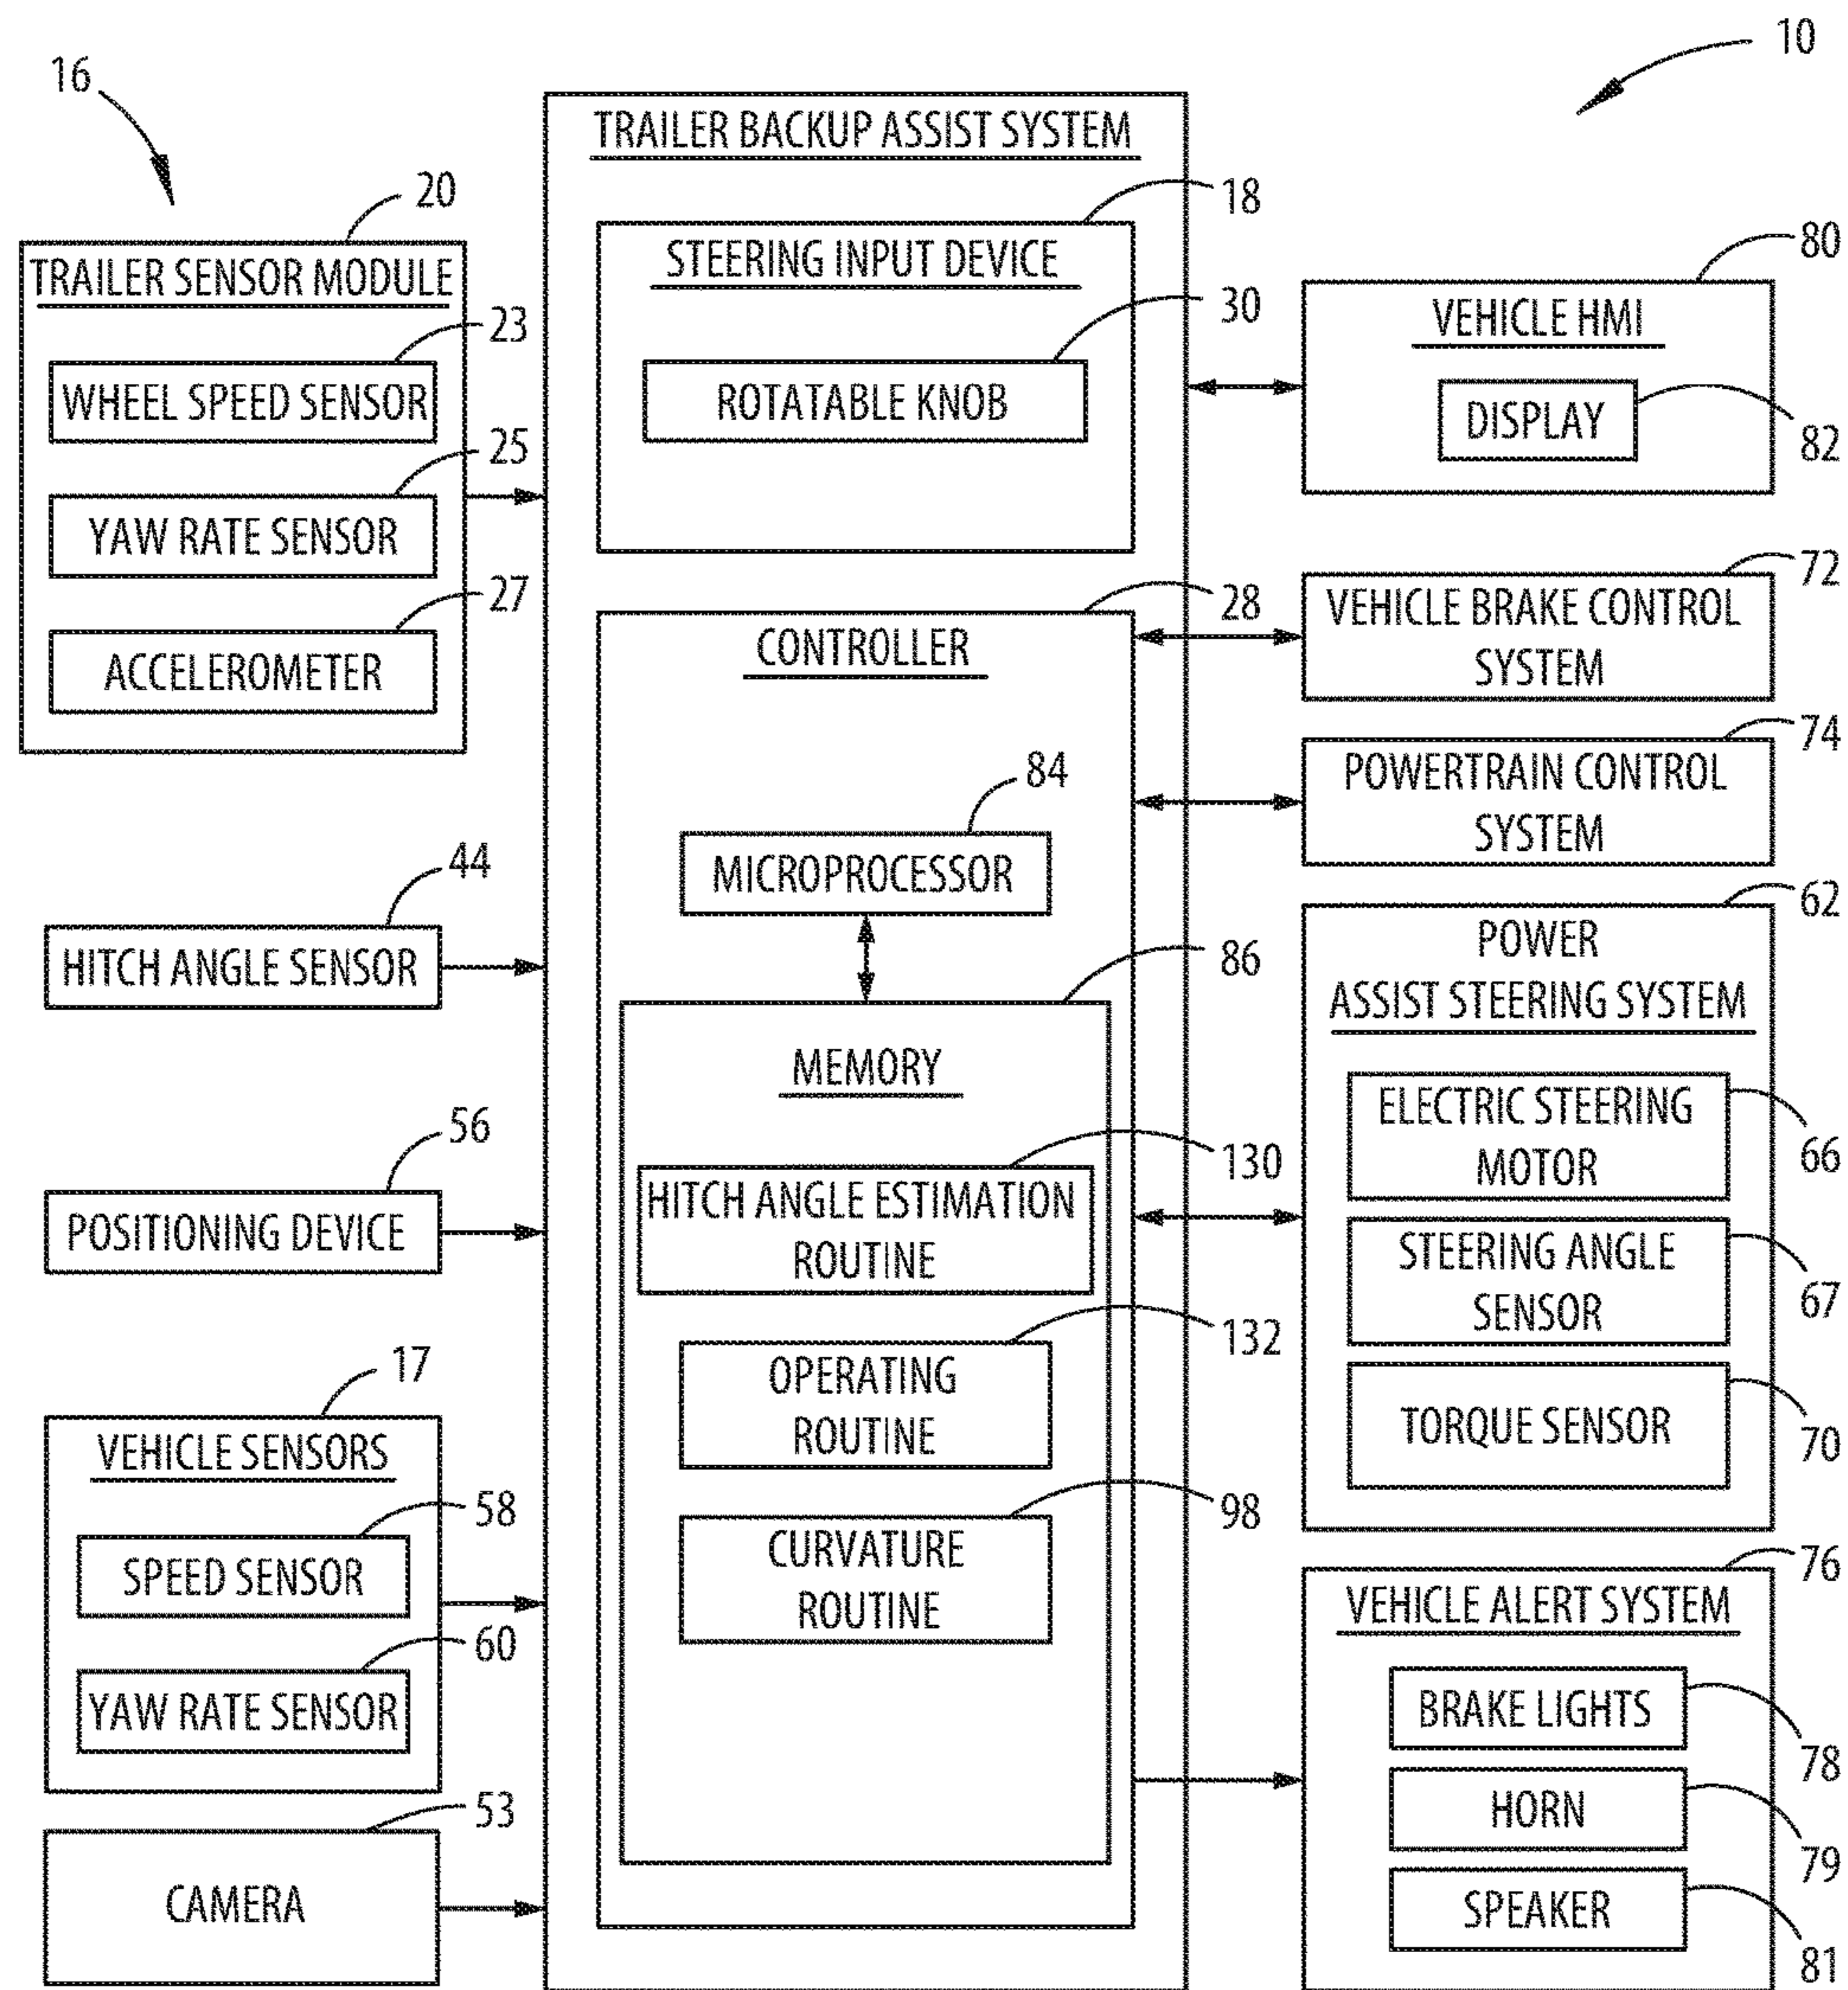 10
16
TRAILER BACKUP ASSIST SYSTEM
20
TRAILER SENSOR MODULE
23
WHEEL SPEED SENSOR
25
YAW RATE SENSOR
27
ACCELEROMETER
44
HITCH ANGLE SENSOR
56
POSITIONING DEVICE
17
VEHICLE SENSORS
58
SPEED SENSOR
60
YAW RATE SENSOR
53
CAMERA
18
STEERING INPUT DEVICE
30
ROTATABLE KNOB
28
CONTROLLER
84
MICROPROCESSOR
86
MEMORY
130
HITCH ANGLE ESTIMATION
ROUTINE
132
OPERATING
ROUTINE
98
CURVATURE
ROUTINE
80
VEHICLE HMI
DISPLAY
82
72
VEHICLE BRAKE CONTROL
SYSTEM
74
POWERTRAIN CONTROL
SYSTEM
62
POWER
ASSIST STEERING SYSTEM
ELECTRIC STEERING
MOTOR
66
STEERING ANGLE
SENSOR
67
TORQUE SENSOR
70
76
VEHICLE ALERT SYSTEM
BRAKE LIGHTS
78
HORN
79
SPEAKER
81